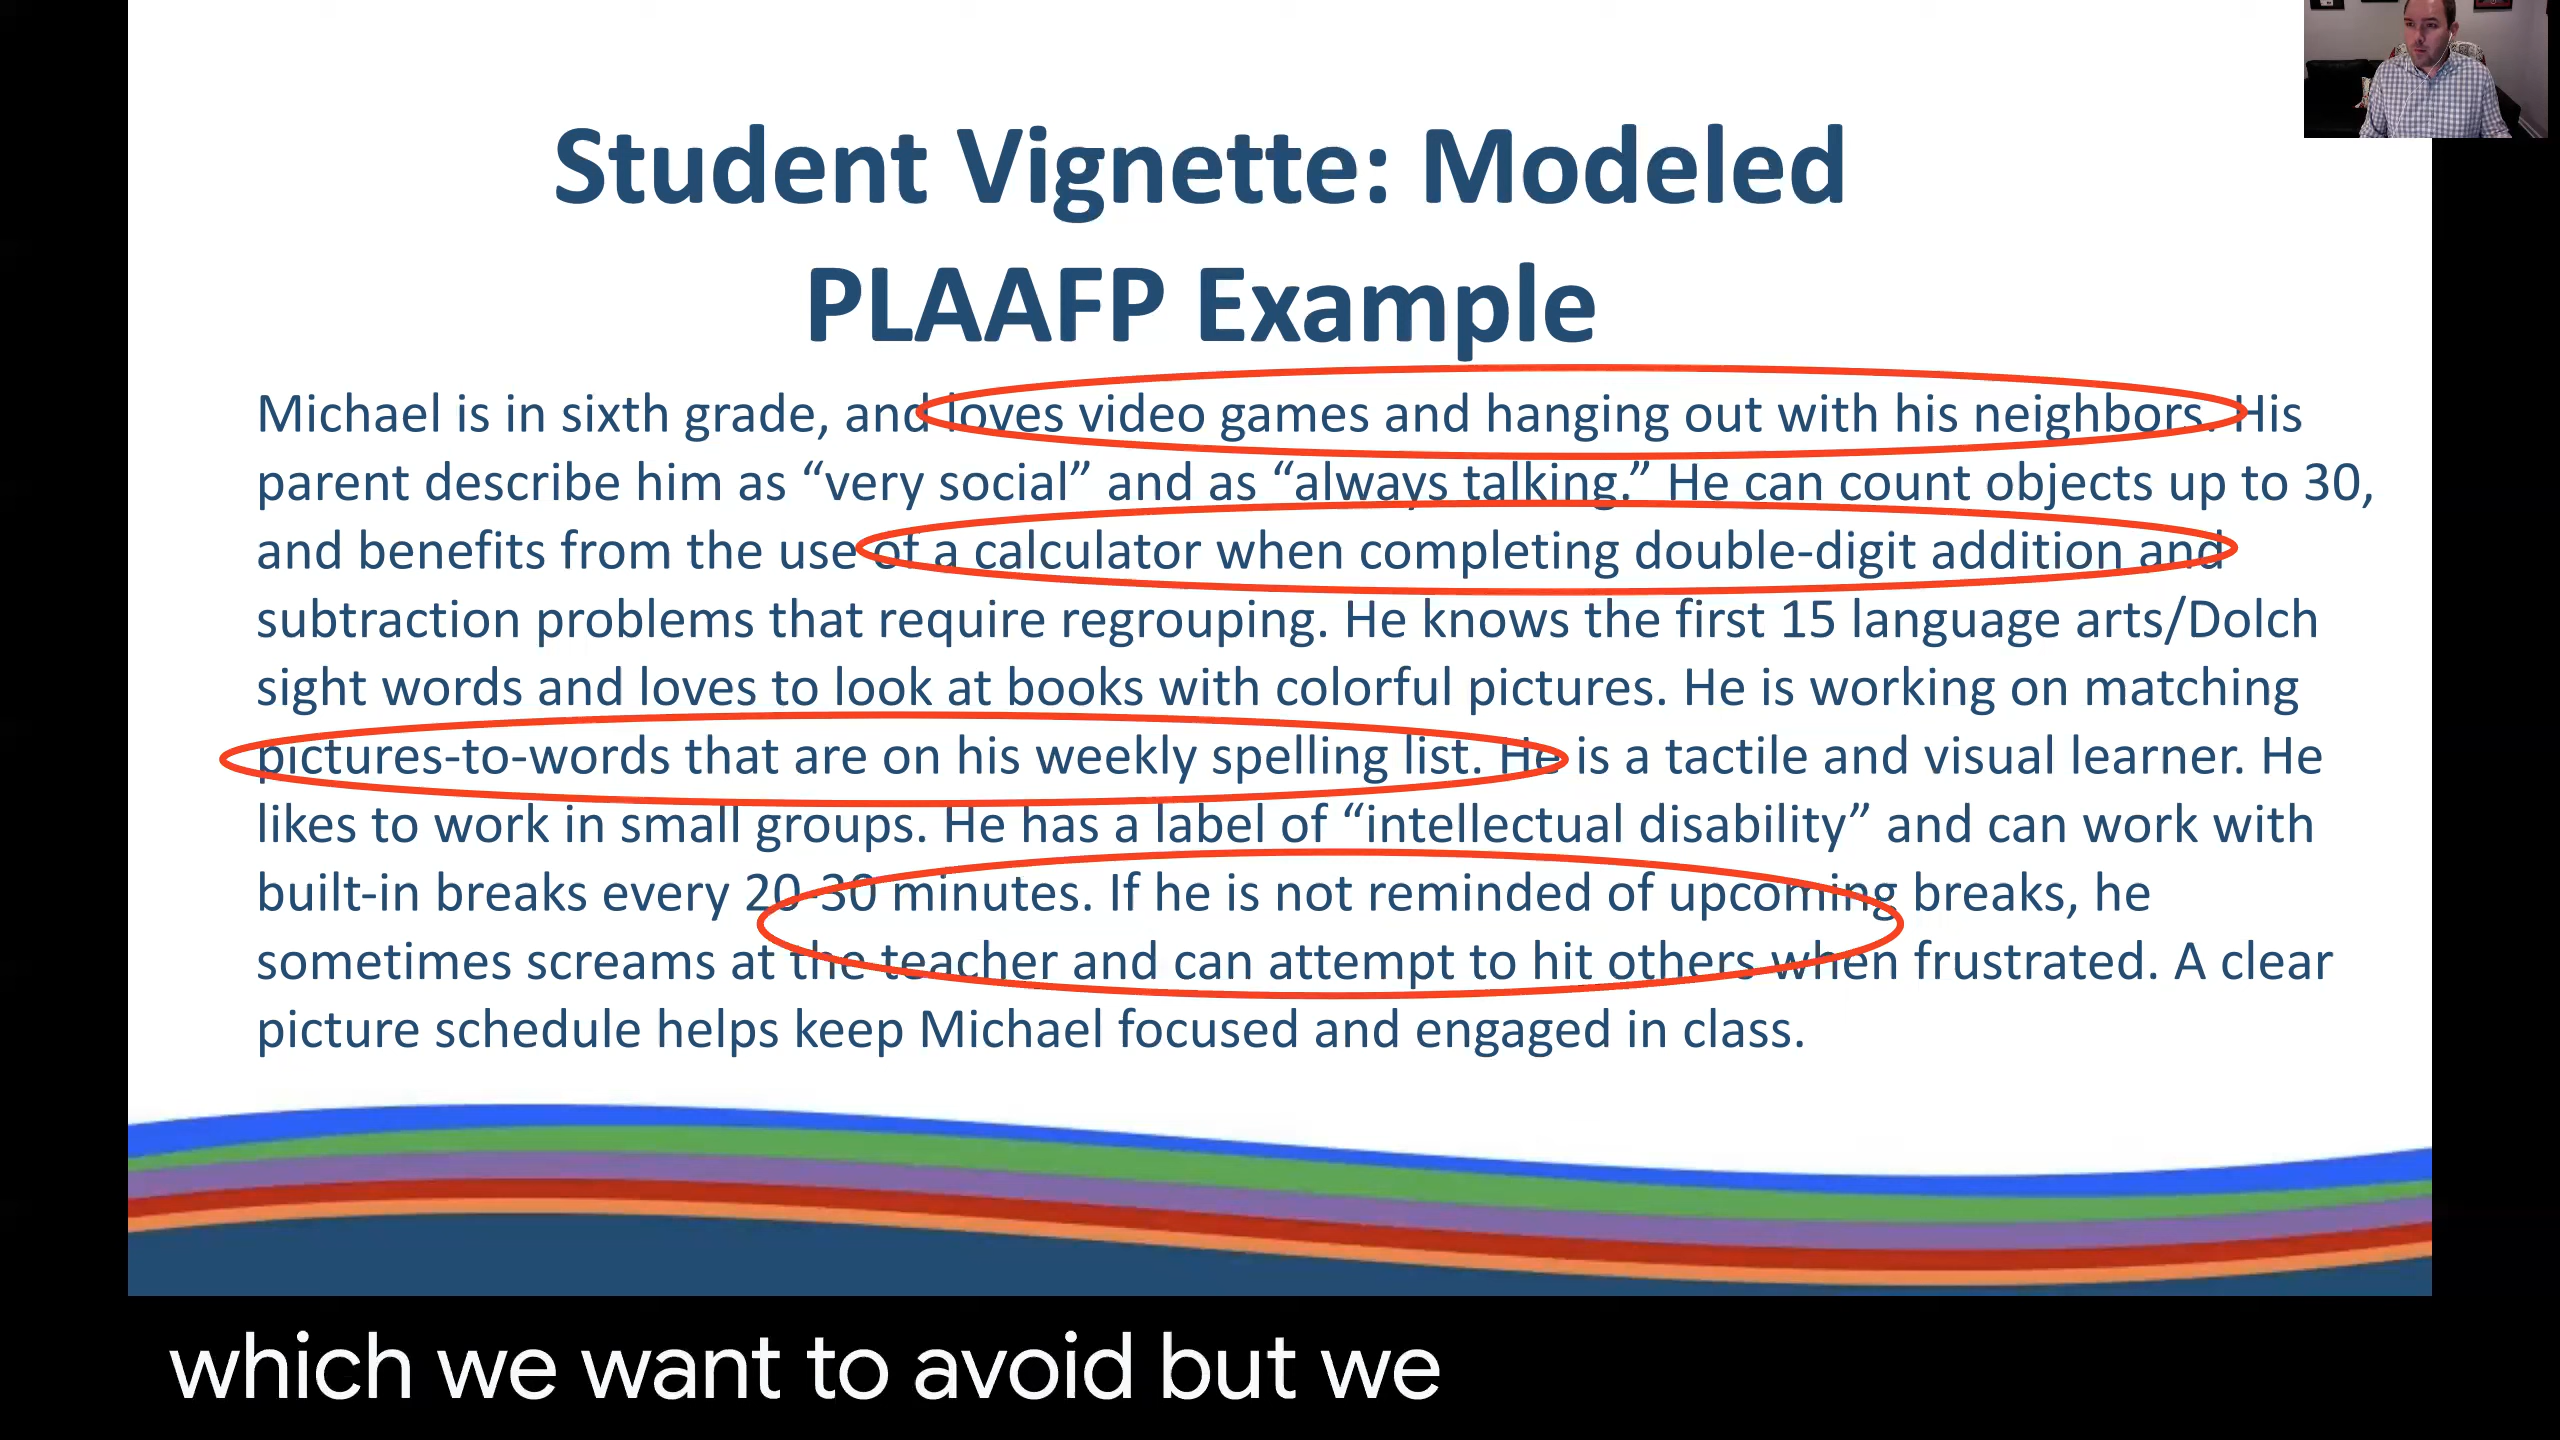 Student Vignette: Modeled
PLAAFP Example
Michael is in sixth grade, and loves video games and hanging out with his neighbors. His
parent describe him as “very social” and as “always talking.” He can count objects up to 30,
and benefits from the use of a calculator when completing double-digit addition and
subtraction problems that require regrouping. He knows the first 15 language arts/Dolch
sight words and loves to look at books with colorful pictures. He is working on matching
pictures-to-words that are on his weekly spelling list. He is a tactile and visual learner. He
likes to work in small groups. He has a label of “intellectual disability” and can work with
built-in breaks every 20-30 minutes. If he is not reminded of upcoming breaks, he
sometimes screams at the teacher and can attempt to hit others when frustrated. A clear
picture schedule helps keep Michael focused and engaged in class.
which we want to avoid but we